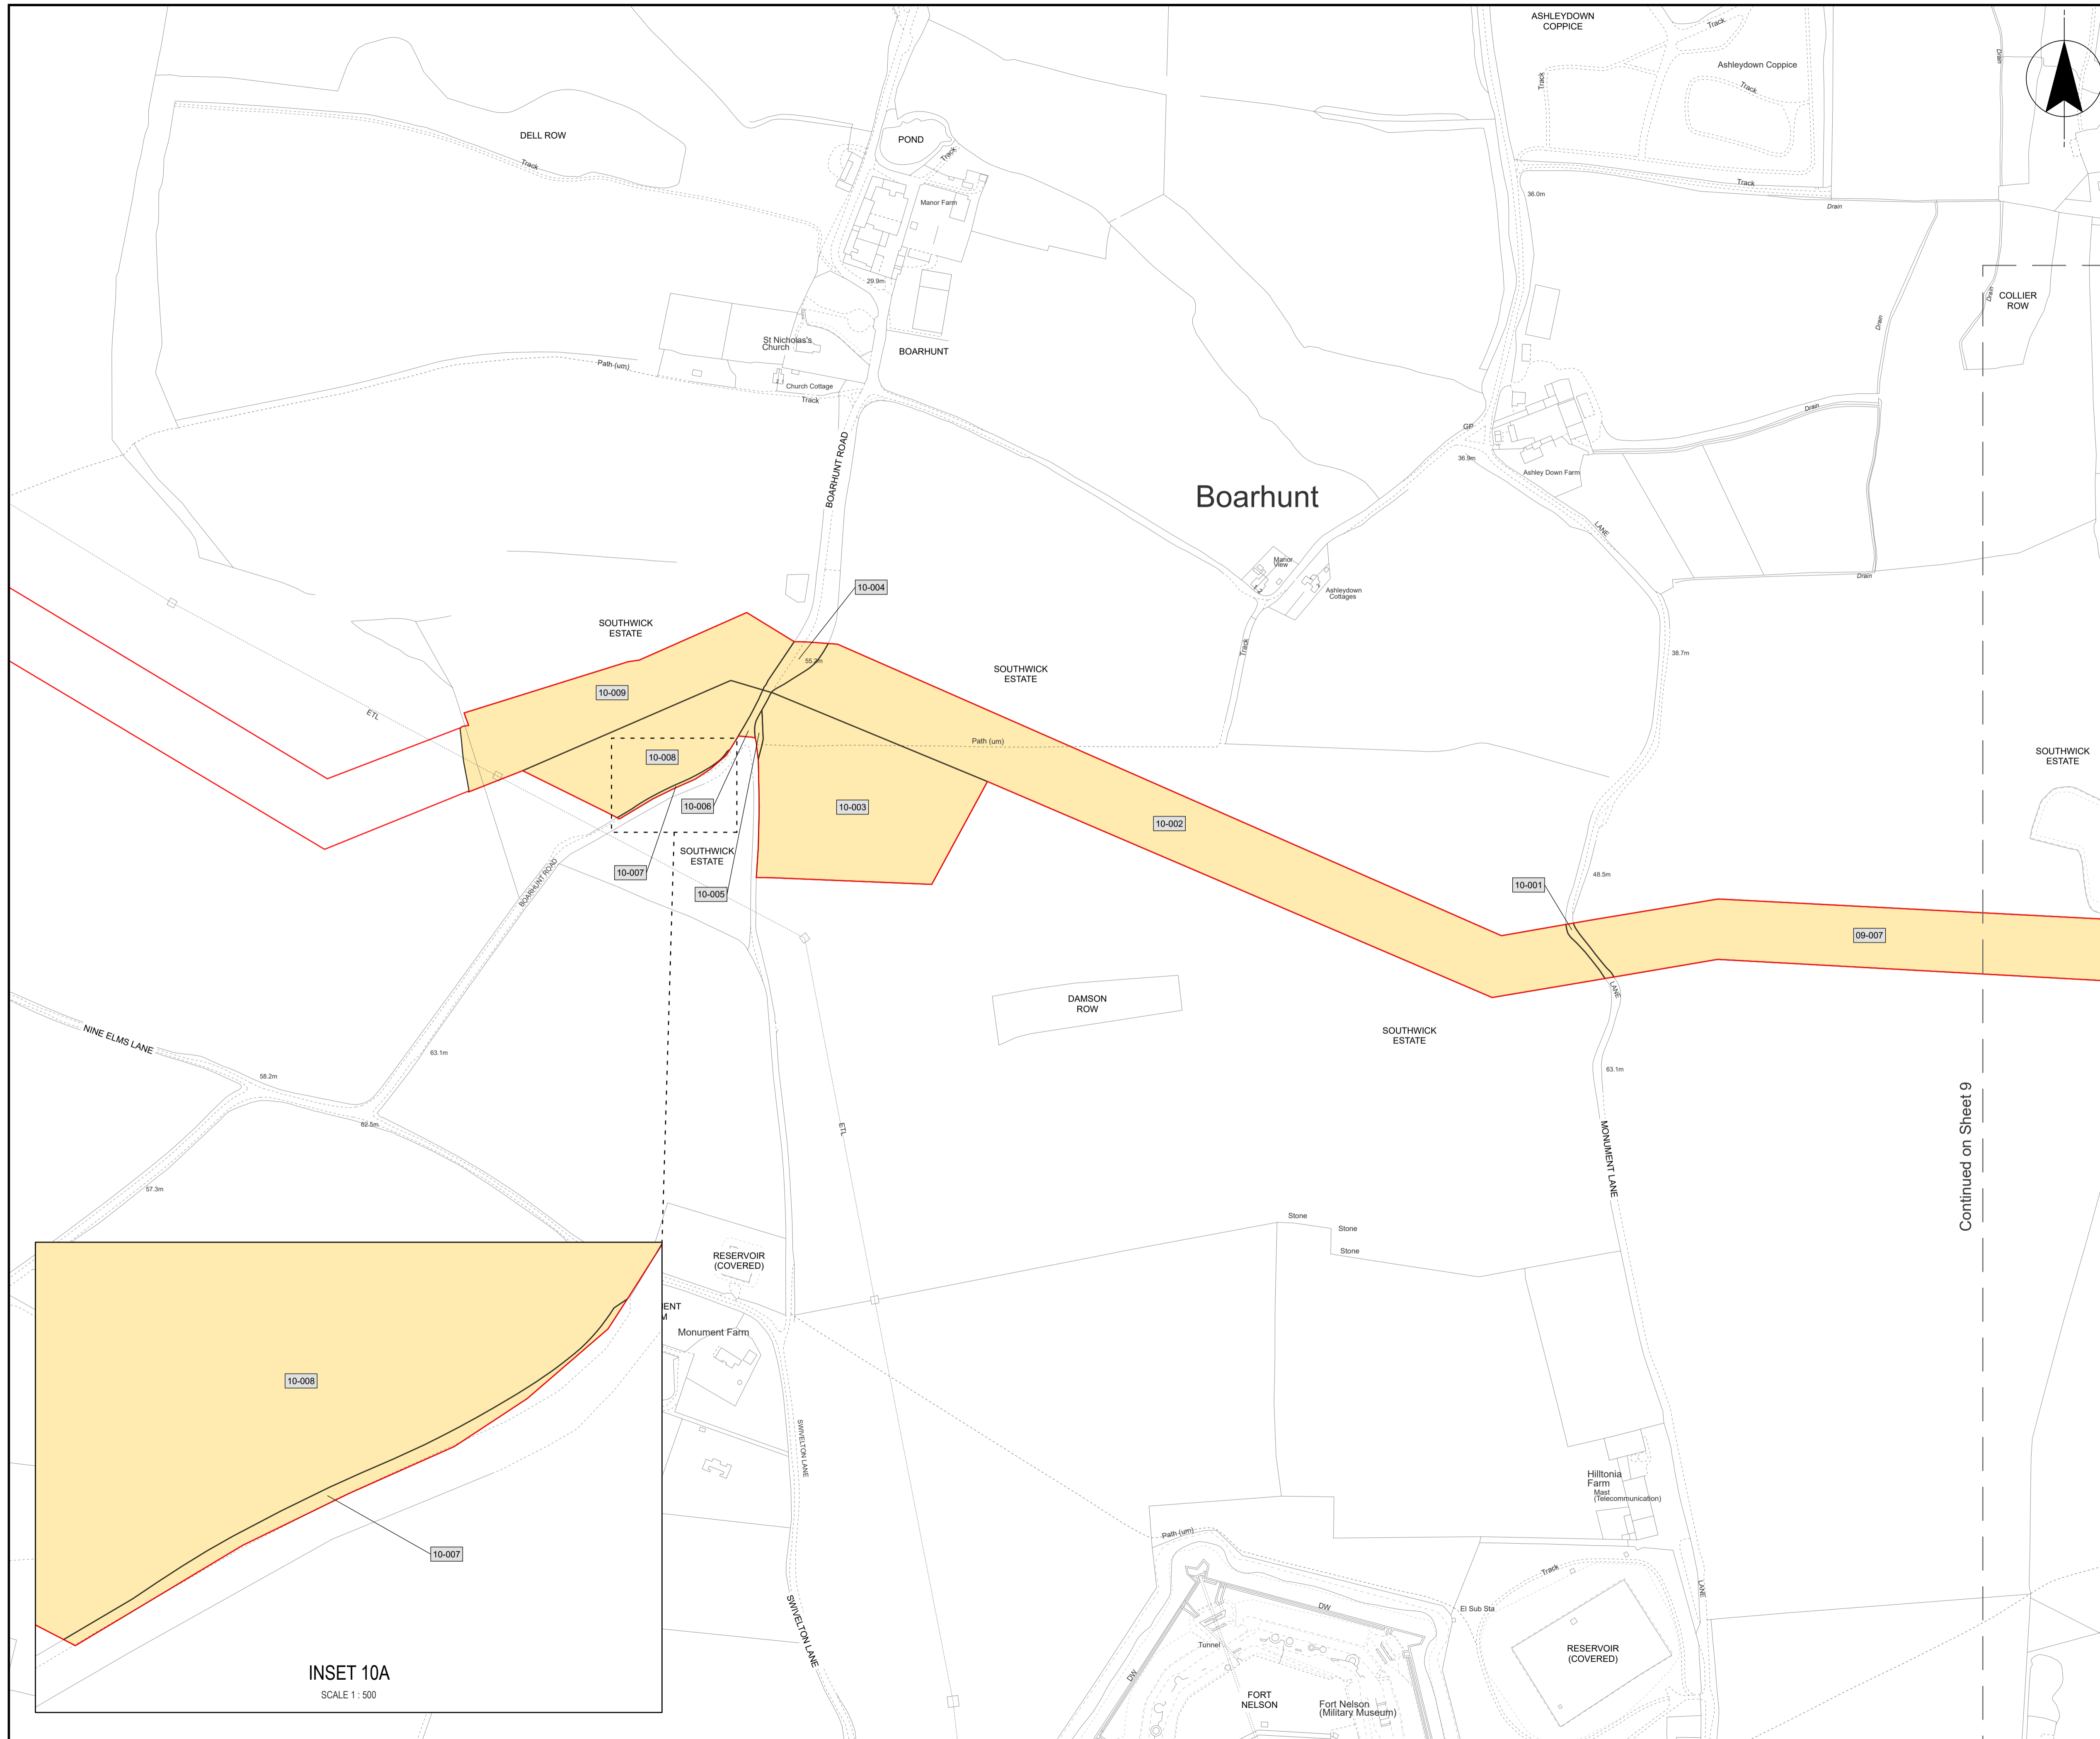 ASHLEYDOWN
COPPICE
Track
Ashleydown Coppice
Track
Track
Drain
DELL ROW
Track
POND
Track
Manor Farm
Track
36.0m
Drain
29.9m
St Nicholas's
Church
BOARHUNT
Path (um)
Church Cottage
Track
COLLIER
ROW
Drain
Drain
Drain
BOARHUNT ROAD
GP
36.9m
Ashley Down Farm
Boarhunt
LANE
Manor
View
Ashleydown
Cottages
Drain
10-004
SOUTHWICK
ESTATE
55.2m
SOUTHWICK
ESTATE
Track
38.7m
10-009
ETL
Path (um)
10-008
SOUTHWICK
ESTATE
10-006
10-003
10-002
SOUTHWICK
ESTATE
10-007
10-005
BOARHUNT ROAD
10-001
48.5m
09-007
LANE
DAMSON
ROW
SOUTHWICK
ESTATE
NINE ELMS LANE
63.1m
58.2m
62.5m
ETL
63.1m
MONUMENT LANE
Continued on Sheet 9
57.3m
Stone
Stone
Stone
RESERVOIR
(COVERED)
ENT
M
Monument Farm
10-008
SWIVELTON LANE
Hilltonia
Farm
Mast
(Telecommunication)
10-007
Path (um)
Track
LANE
SWIVELTON LANE
DW
El Sub Sta
Tunnel
RESERVOIR
(COVERED)
DW
FORT
NELSON
Fort Nelson
(Military Museum)
INSET 10A
SCALE 1 : 500